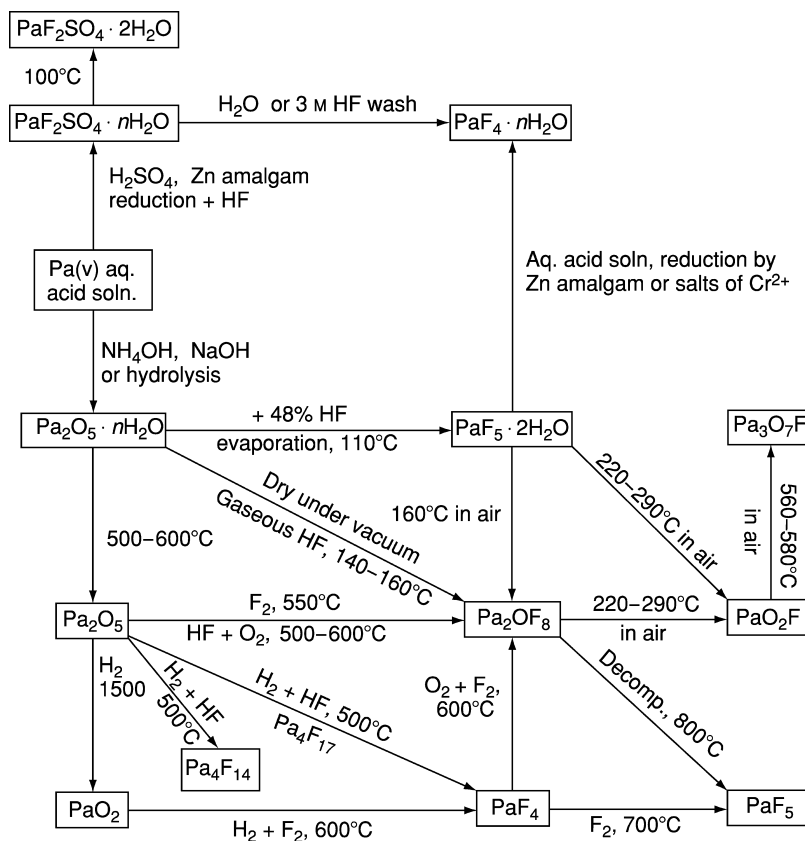 PaF₂SO₄ · 2H₂O
100°C
H₂O or 3 M HF wash
PaF₂SO₄ · nH₂O
PaF₄ · nH₂O
H₂SO₄, Zn amalgam
reduction + HF
Pa(v) aq.
acid soln.
Aq. acid soln, reduction by
Zn amalgam or salts of Cr²⁺
NH₄OH, NaOH
or hydrolysis
Pa₂O₅ · nH₂O
+ 48% HF
evaporation, 110°C
PaF₅ · 2H₂O
Pa₃O₇F
500–600°C
Dry under vacuum
Gaseous HF, 140–160°C
160°C in air
220–290°C in air
560–580°C
in air
Pa₂O₅
F₂, 550°C
HF + O₂, 500–600°C
Pa₂OF₈
220–290°C
in air
PaO₂F
H₂
1500
H₂ + HF
500°C
H₂ + HF, 500°C
Pa₄F₁₇
O₂ + F₂,
600°C
Decomp., 800°C
Pa₄F₁₄
PaO₂
H₂ + F₂, 600°C
PaF₄
F₂, 700°C
PaF₅